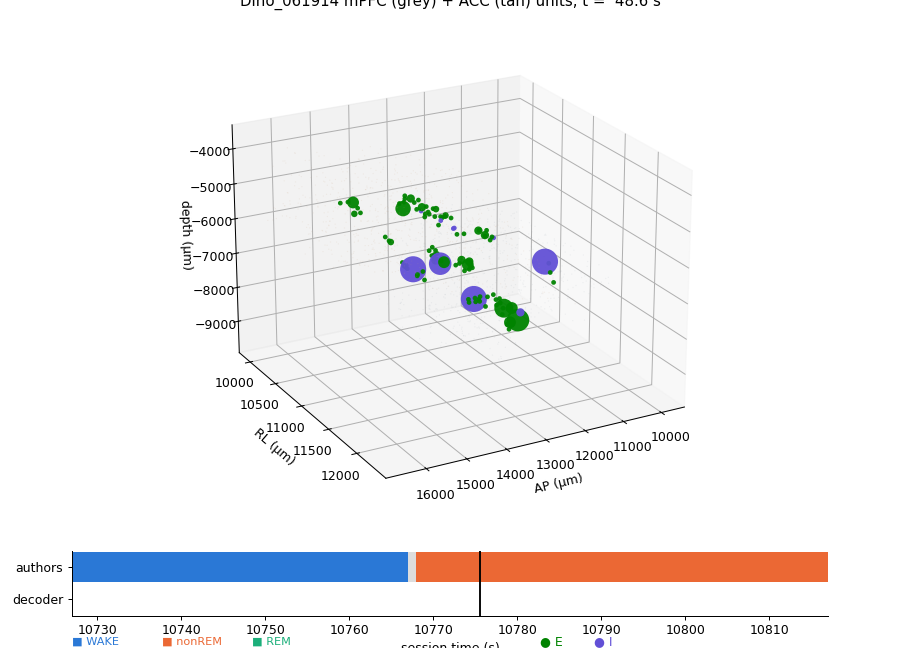 Dino_061914 mPFC (grey) + ACC (tan) units, t = 48.6 s
−4000
−5000
−6000
−7000
−8000
−9000
depth (μm)
10000
10500
11000
11500
12000
RL (μm)
16000
15000
14000
13000
12000
11000
10000
AP (μm)
authors
decoder
10730
10740
10750
10760
10770
10780
10790
10800
10810
session time (s)
WAKE
nonREM
REM
E
I